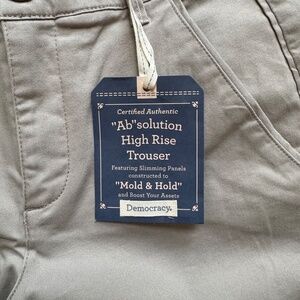 Certified Authentic
"Ab"solution
High Rise
Trouser
Featuring Slimming Panels
constructed to
"Mold & Hold"
and Boost Your Assets
Democracy.